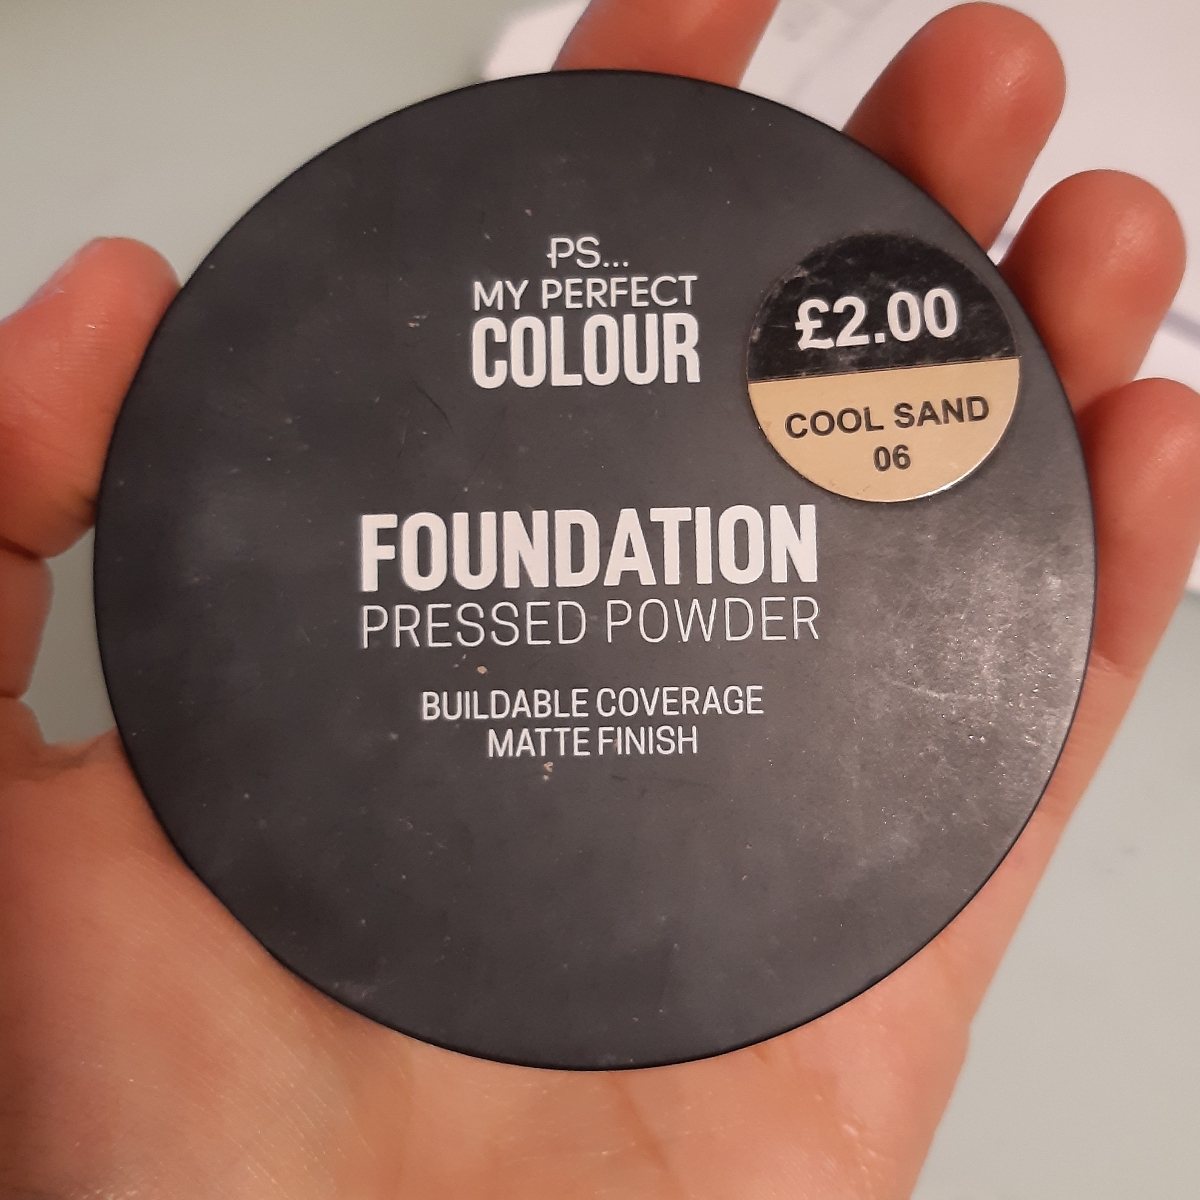 PS...
MY PERFECT
COLOUR
£2.00
COOL SAND
06
FOUNDATION
PRESSED POWDER
BUILDABLE COVERAGE
MATTE FINISH